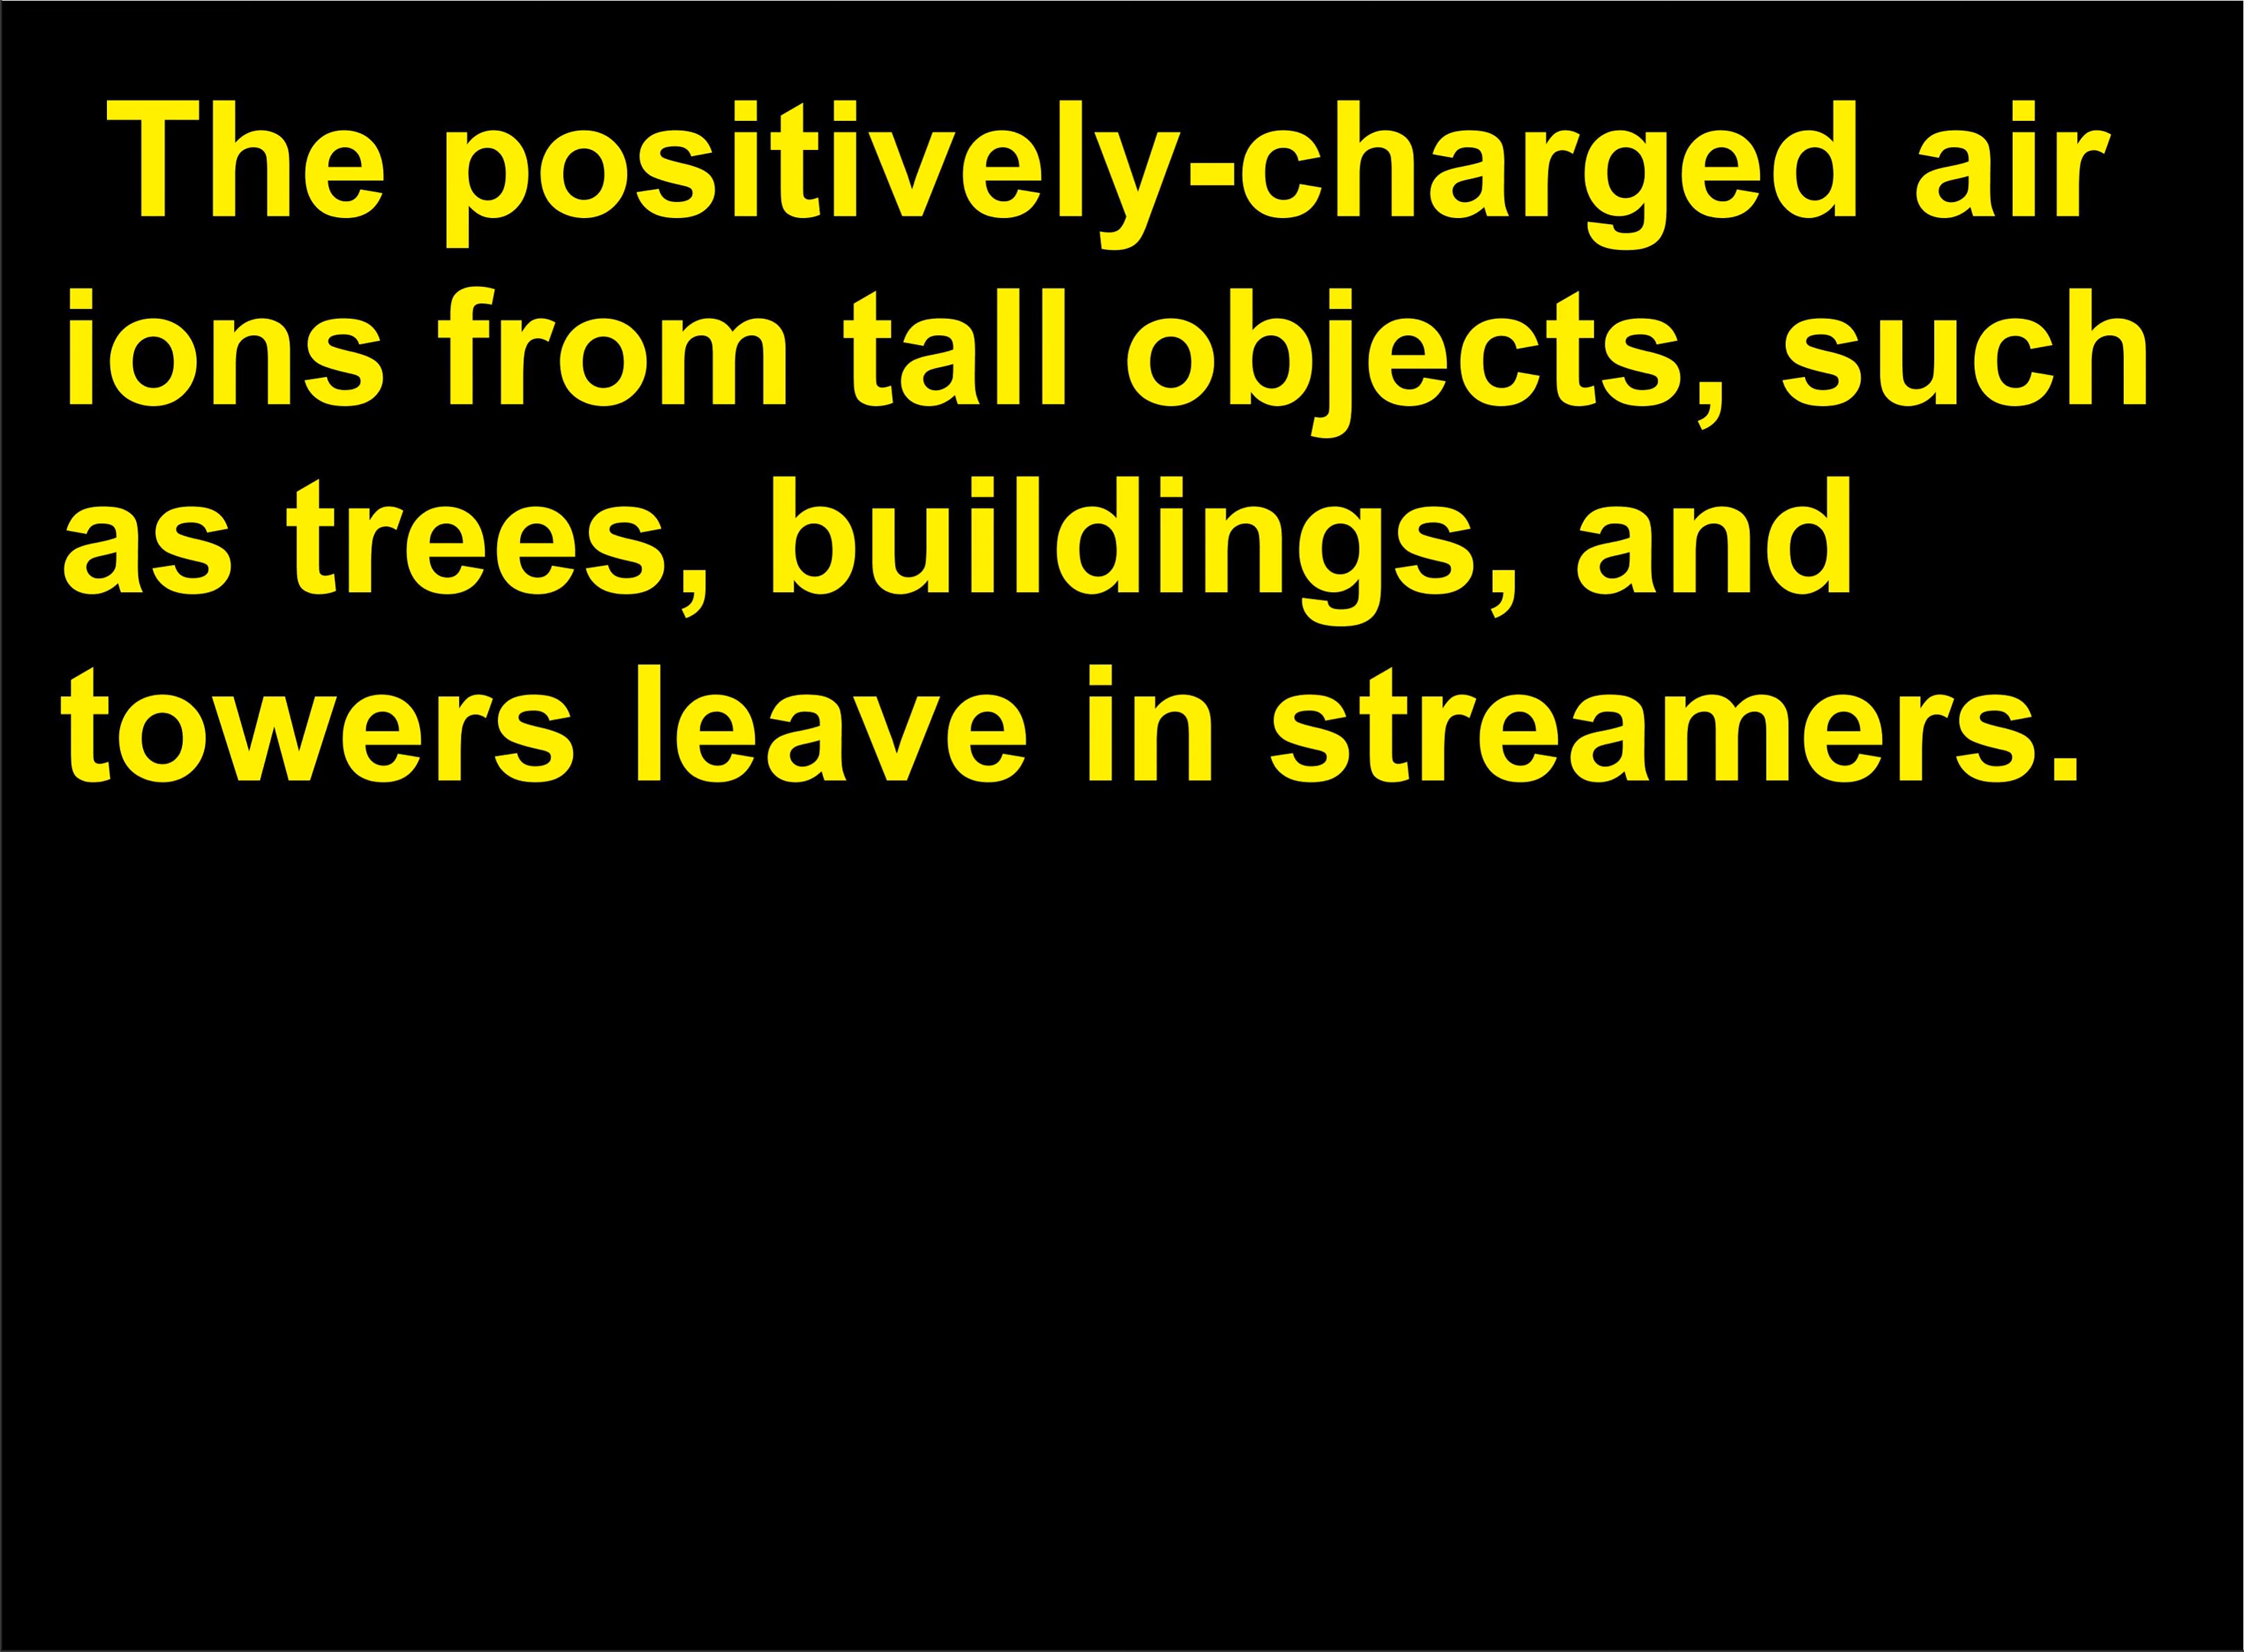 The positively-charged air
ions from tall objects, such
as trees, buildings, and
towers leave in streamers.